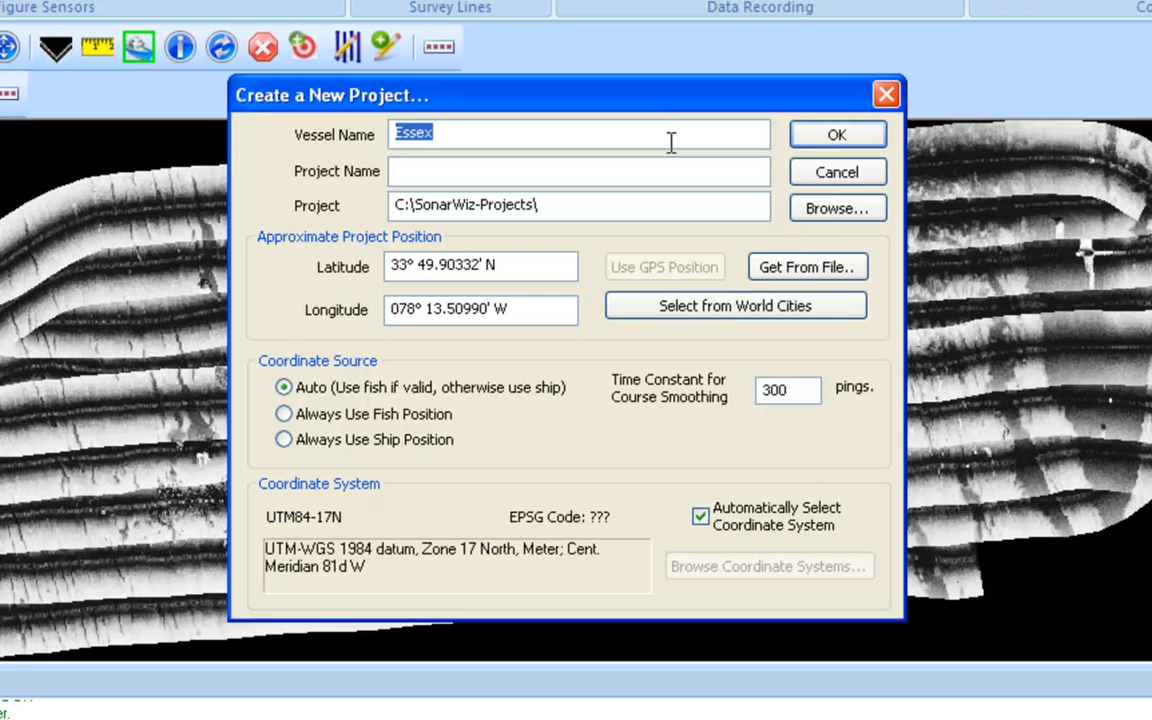 figure Sensors
Survey Lines
Data Recording
Co
Create a New Project...
Vessel Name
Essex
OK
Project Name
Cancel
Project
C:\SonarWiz-Projects\
Browse...
Approximate Project Position
Latitude
33° 49.90332' N
Use GPS Position
Get From File..
Longitude
078° 13.50990' W
Select from World Cities
Coordinate Source
Auto (Use fish if valid, otherwise use ship)
Time Constant for
Course Smoothing
300
pings.
Always Use Fish Position
Always Use Ship Position
Coordinate System
UTM84-17N
EPSG Code: ???
Automatically Select
Coordinate System
UTM-WGS 1984 datum, Zone 17 North, Meter; Cent.
Meridian 81d W
Browse Coordinate Systems...
er.